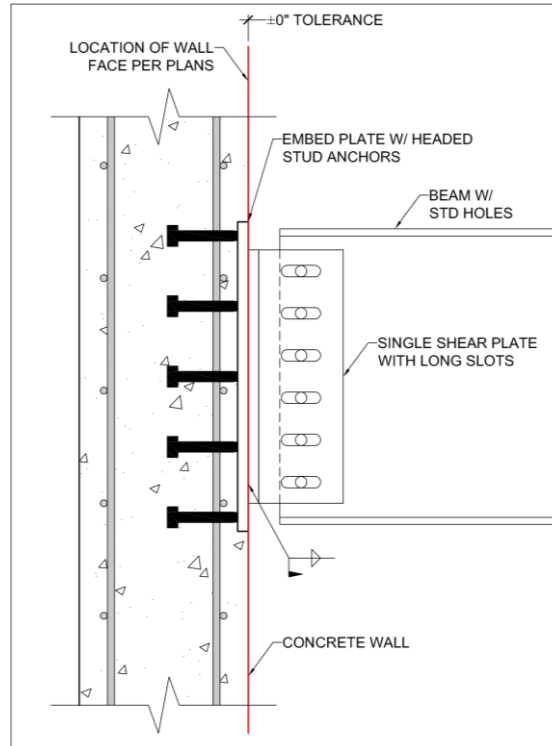 ±0" TOLERANCE
LOCATION OF WALL
FACE PER PLANS
EMBED PLATE W/ HEADED
STUD ANCHORS
BEAM W/
STD HOLES
SINGLE SHEAR PLATE
WITH LONG SLOTS
CONCRETE WALL